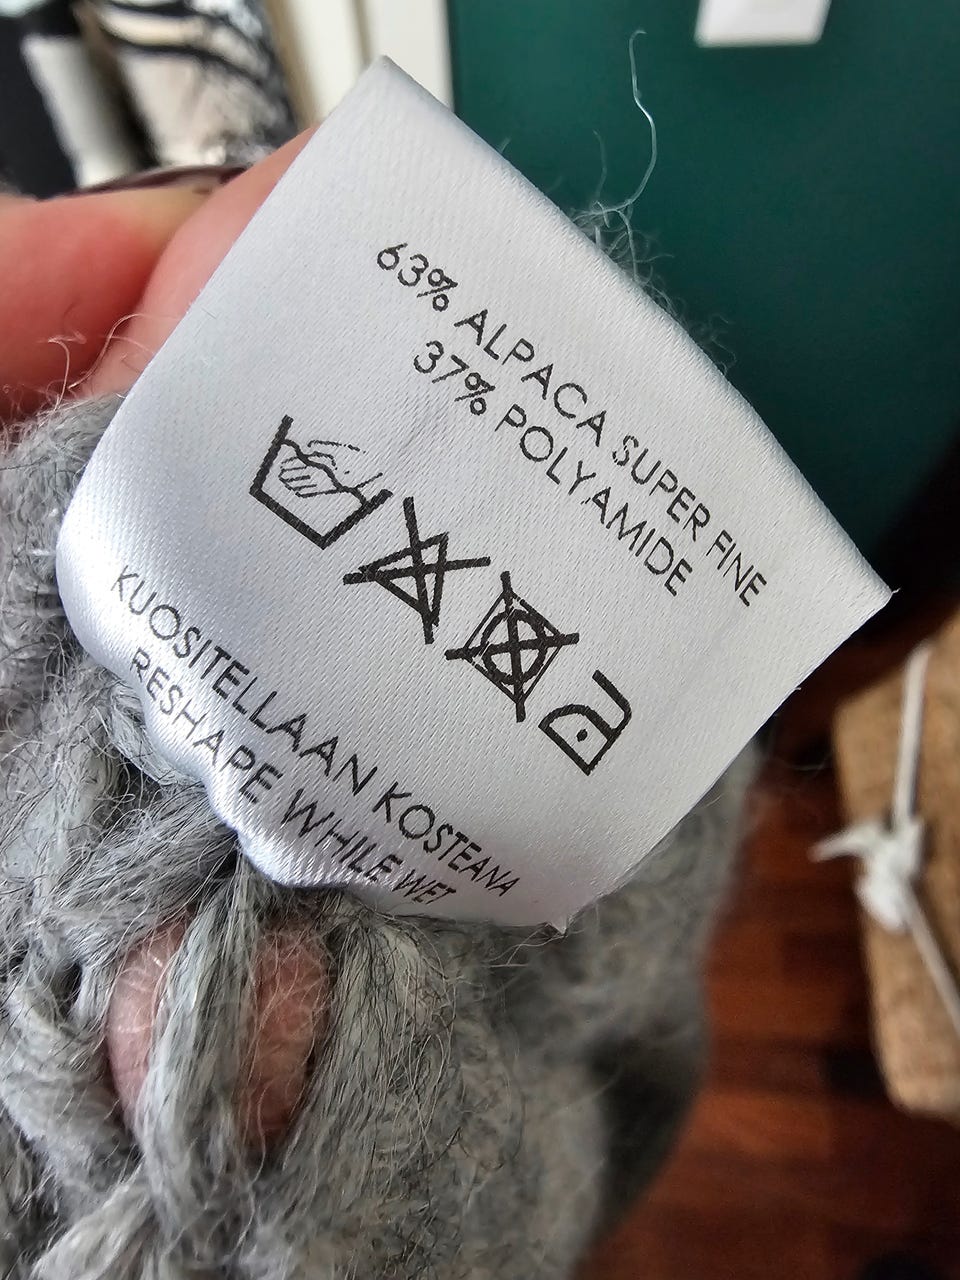 63% ALPACA SUPER FINE
37% POLYAMIDE
KUOSITELLAAN KOSTEANA
RESHAPE WHILE WET